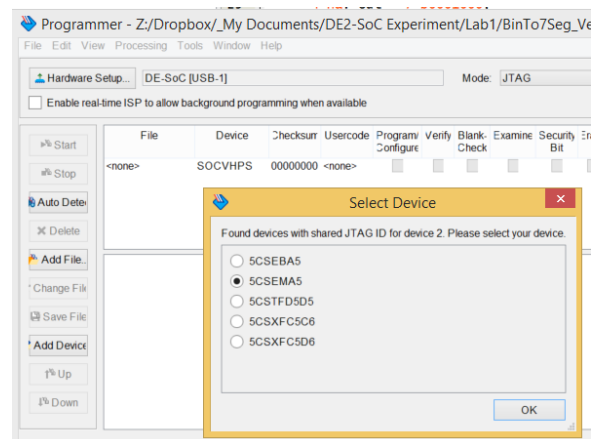 Programmer - Z:/Dropbox/_My Documents/DE2-SoC Experiment/Lab1/BinTo7Seg_Ve
File Edit View Processing Tools Window Help
Hardware Setup... DE-SoC [USB-1] Mode: JTAG
Enable real-time ISP to allow background programming when available
Start
Stop
Auto Detec
Delete
Add File..
Change File
Save File
Add Device
Up
Down
File Device Checksum Usercode Program/ Configure Verify Blank- Check Examine Security Bit
<none> SOCVHPS 00000000 <none>
Select Device
Found devices with shared JTAG ID for device 2. Please select your device.
5CSEBA5
5CSEMA5
5CSTFD5D5
5CSXFC5C6
5CSXFC5D6
OK